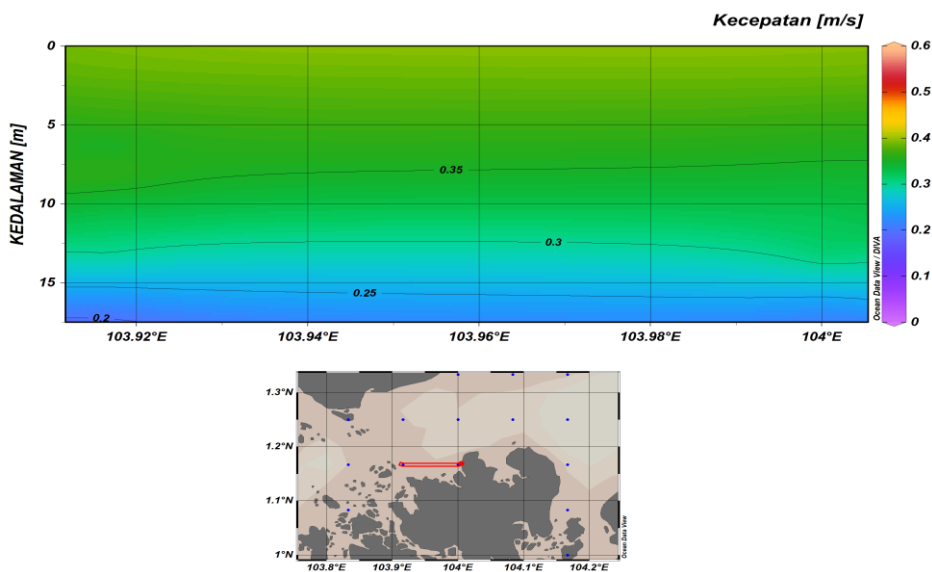 Kecepatan [m/s]
0
5
10
15
KEDALAMAN [m]
0.35
0.3
0.25
0.2
103.92°E
103.94°E
103.96°E
103.98°E
104°E
0.6
0.5
0.4
0.3
0.2
0.1
0
Ocean Data View / DIVA
1.3°N
1.2°N
1.1°N
1°N
103.8°E
103.9°E
104°E
104.1°E
104.2°E
Ocean Data View